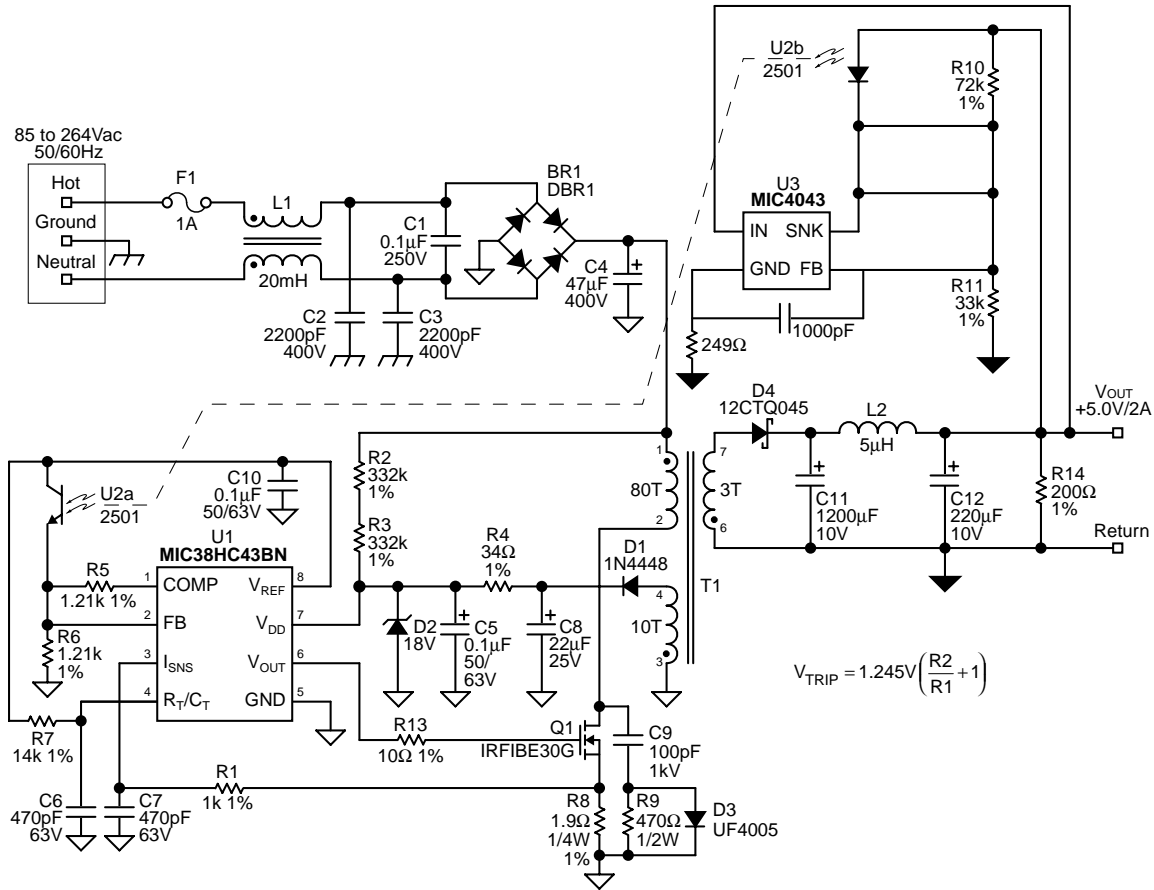 85 to 264Vac
50/60Hz
Hot
Ground
Neutral
F1
1A
L1
20mH
C2
2200pF
400V
C3
2200pF
400V
C1
0.1µF
250V
BR1
DBR1
C4
47µF
400V
U2b
2501
R10
72k
1%
U3
MIC4043
IN
SNK
GND
FB
R11
33k
1%
1000pF
249Ω
D4
12CTQ045
L2
5µH
VOUT
+5.0V/2A
C11
1200µF
10V
C12
220µF
10V
R14
200Ω
1%
Return
1
80T
2
7
3T
6
4
10T
3
T1
U2a
2501
C10
0.1µF
50/63V
R2
332k
1%
R3
332k
1%
R4
34Ω
1%
D1
1N4448
U1
MIC38HC43BN
1 COMP
2 FB
3 ISNS
4 RT/CT
VREF 8
VDD 7
VOUT 6
GND 5
R5
1.21k 1%
R6
1.21k
1%
D2
18V
C5
0.1µF
50/
63V
C8
22µF
25V
R7
14k 1%
C6
470pF
63V
C7
470pF
63V
R1
1k 1%
R13
10Ω 1%
Q1
IRFIBE30G
C9
100pF
1kV
R8
1.9Ω
1/4W
1%
R9
470Ω
1/2W
D3
UF4005
VTRIP = 1.245V(R2/R1 + 1)